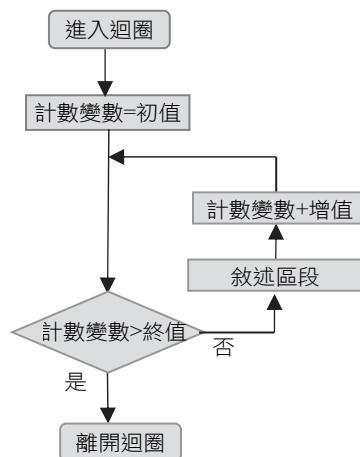 進入迴圈
計數變數=初值
計數變數+增值
敘述區段
計數變數>終值
否
是
離開迴圈